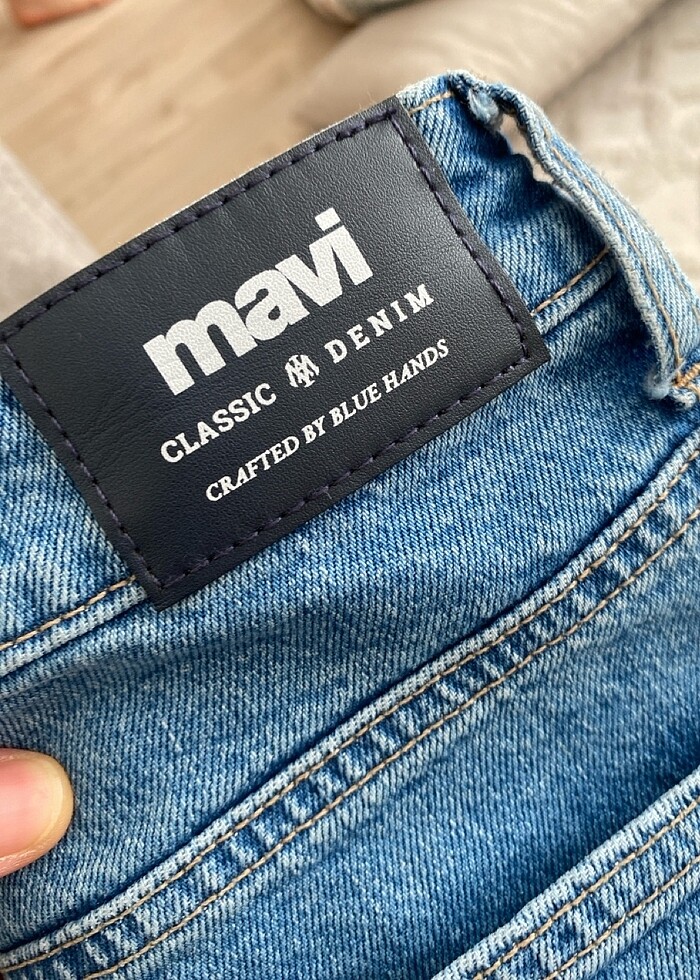 mavi
CLASSIC DENIM
CRAFTED BY BLUE HANDS